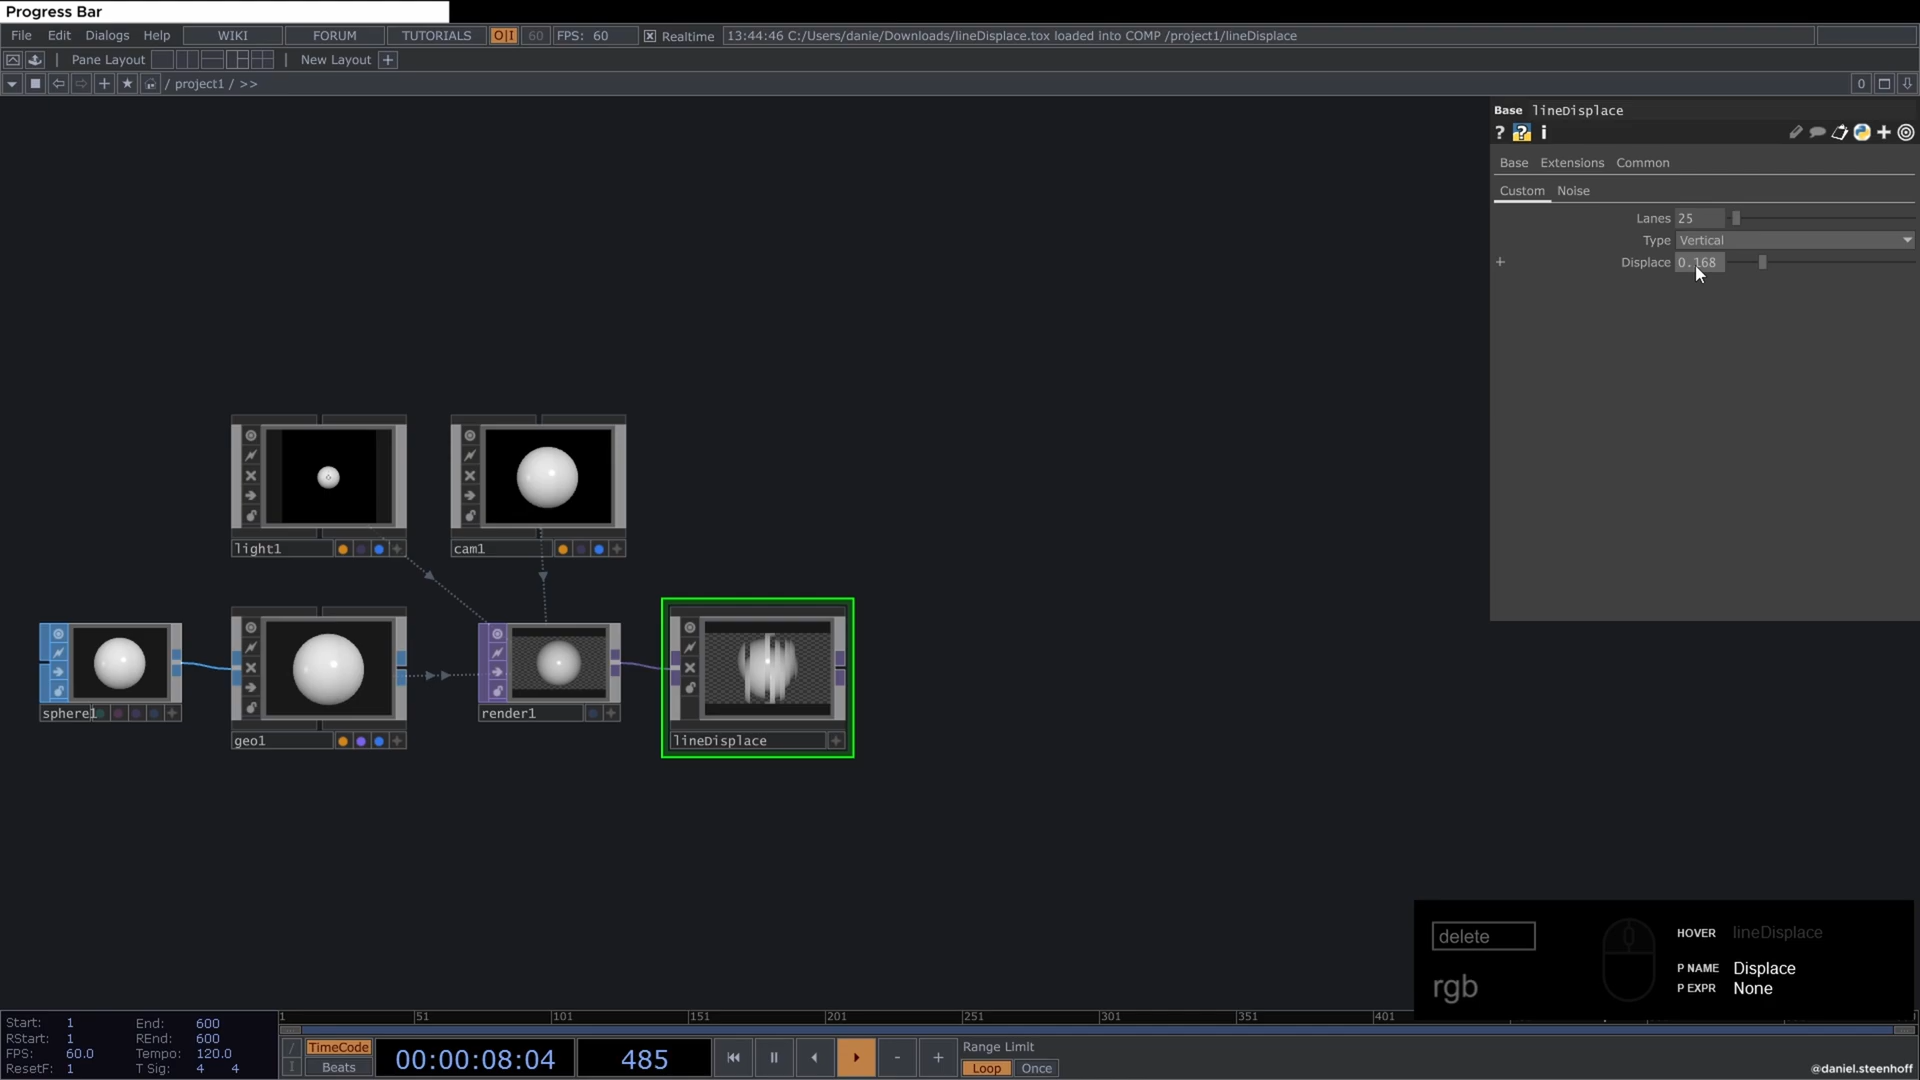 Progress Bar
File Edit Dialogs Help WIKI FORUM TUTORIALS O|I 60 FPS: 60 Realtime 13:44:46 C:/Users/danie/Downloads/lineDisplace.tox loaded into COMP /project1/lineDisplace
Pane Layout New Layout +
/ project1 / >> 0
Base lineDisplace
? ? i
Base Extensions Common
Custom Noise
Lanes 25
Type Vertical
+ Displace 0.168
light1
cam1
sphere1
geo1
render1
lineDisplace
delete
rgb
HOVER lineDisplace
P NAME Displace
P EXPR None
1 51 101 151 201 251 301 351 401
Start: 1 End: 600
RStart: 1 REnd: 600
FPS: 60.0 Tempo: 120.0
ResetF: 1 T Sig: 4 4
TimeCode
Beats
00:00:08:04
485
- +
Range Limit
Loop Once
@daniel.steenhoff